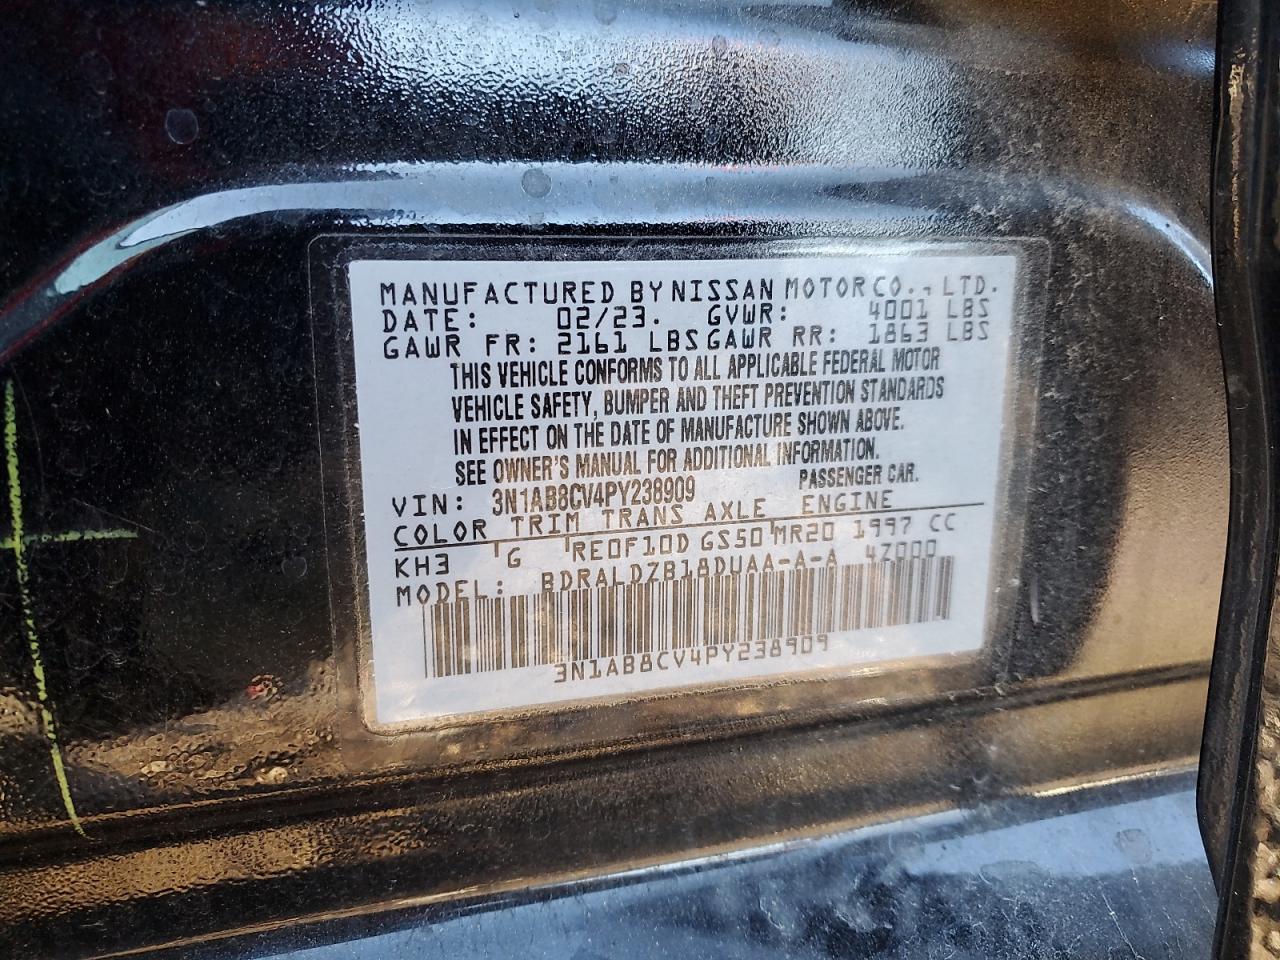 MANUFACTURED BY NISSAN MOTOR CO., LTD.
DATE: 02/23. GVWR: 4001 LBS
GAWR FR: 2161 LBS GAWR RR: 1863 LBS
THIS VEHICLE CONFORMS TO ALL APPLICABLE FEDERAL MOTOR
VEHICLE SAFETY, BUMPER AND THEFT PREVENTION STANDARDS
IN EFFECT ON THE DATE OF MANUFACTURE SHOWN ABOVE.
SEE OWNER'S MANUAL FOR ADDITIONAL INFORMATION.
VIN: 3N1AB8CV4PY238909 PASSENGER CAR.
COLOR TRIM TRANS AXLE ENGINE
KH3 G RE0F10D GS50 MR20 1997 CC
MODEL: BDRALDZB18DUAA-A-A 4Z000
3N1AB8CV4PY238909